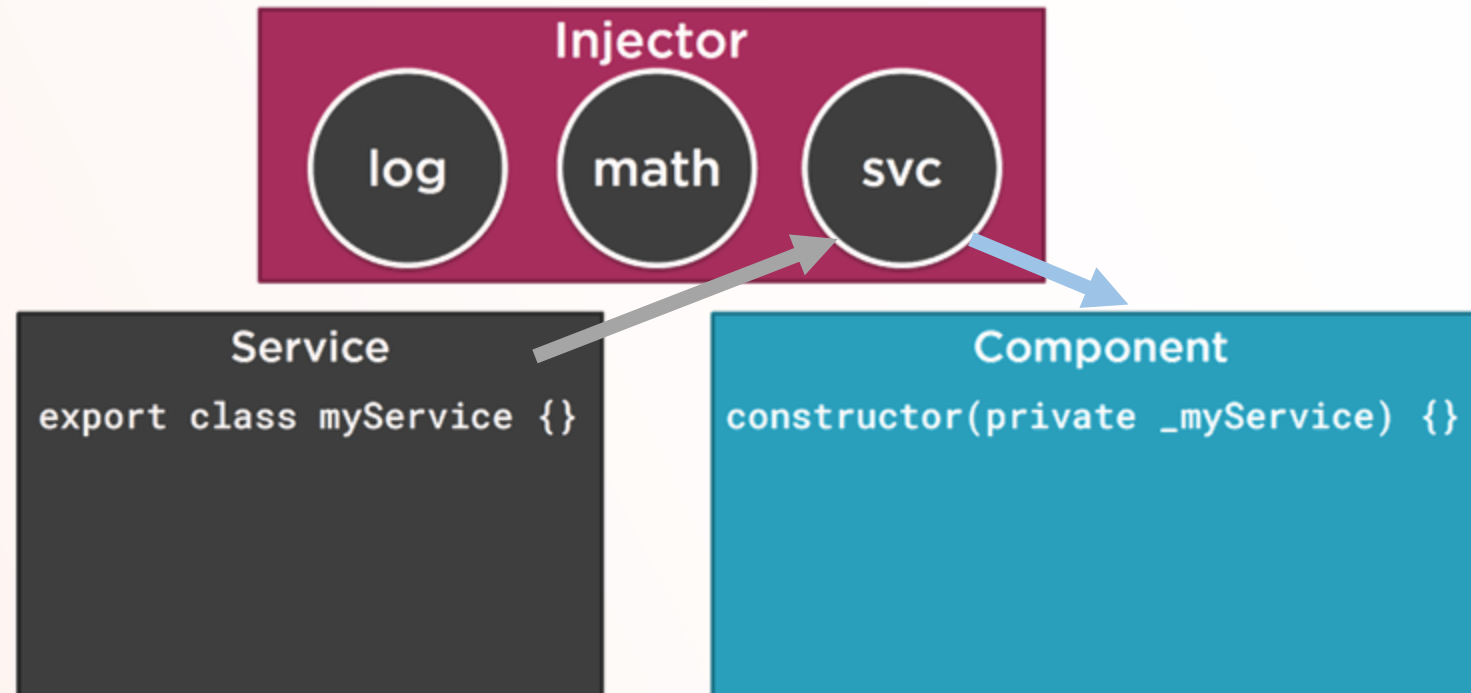 Injector
log
math
svc
Service
export class myService {}
Component
constructor(private _myService) {}